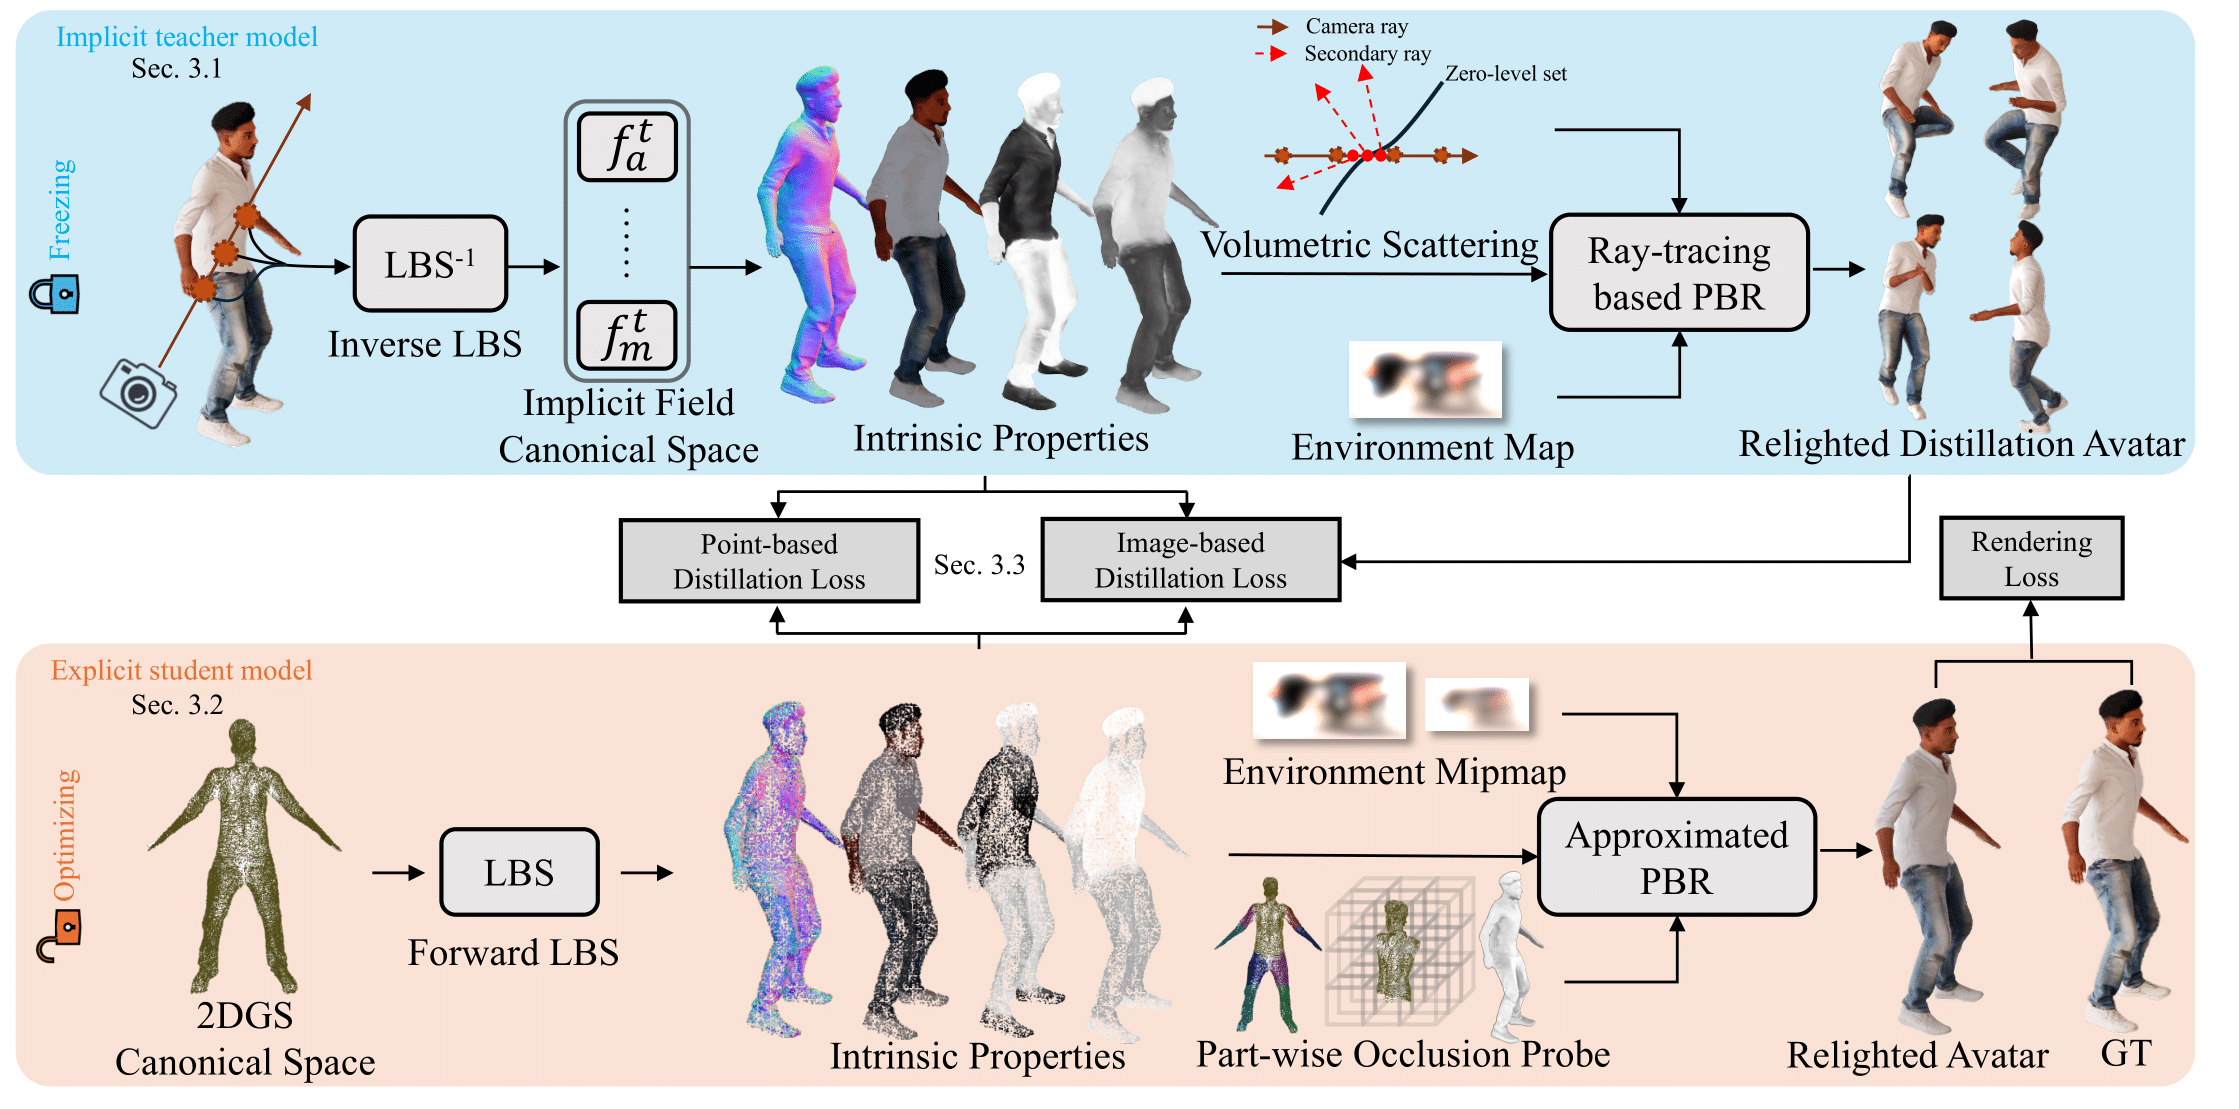 Implicit teacher model
Sec. 3.1
Freezing
LBS-1
Inverse LBS
f_a^t
f_m^t
Implicit Field
Canonical Space
Intrinsic Properties
Camera ray
Secondary ray
Zero-level set
Volumetric Scattering
Environment Map
Ray-tracing
based PBR
Relighted Distillation Avatar
Point-based
Distillation Loss
Sec. 3.3
Image-based
Distillation Loss
Rendering
Loss
Explicit student model
Sec. 3.2
Optimizing
2DGS
Canonical Space
LBS
Forward LBS
Intrinsic Properties
Environment Mipmap
Part-wise Occlusion Probe
Approximated
PBR
Relighted Avatar
GT